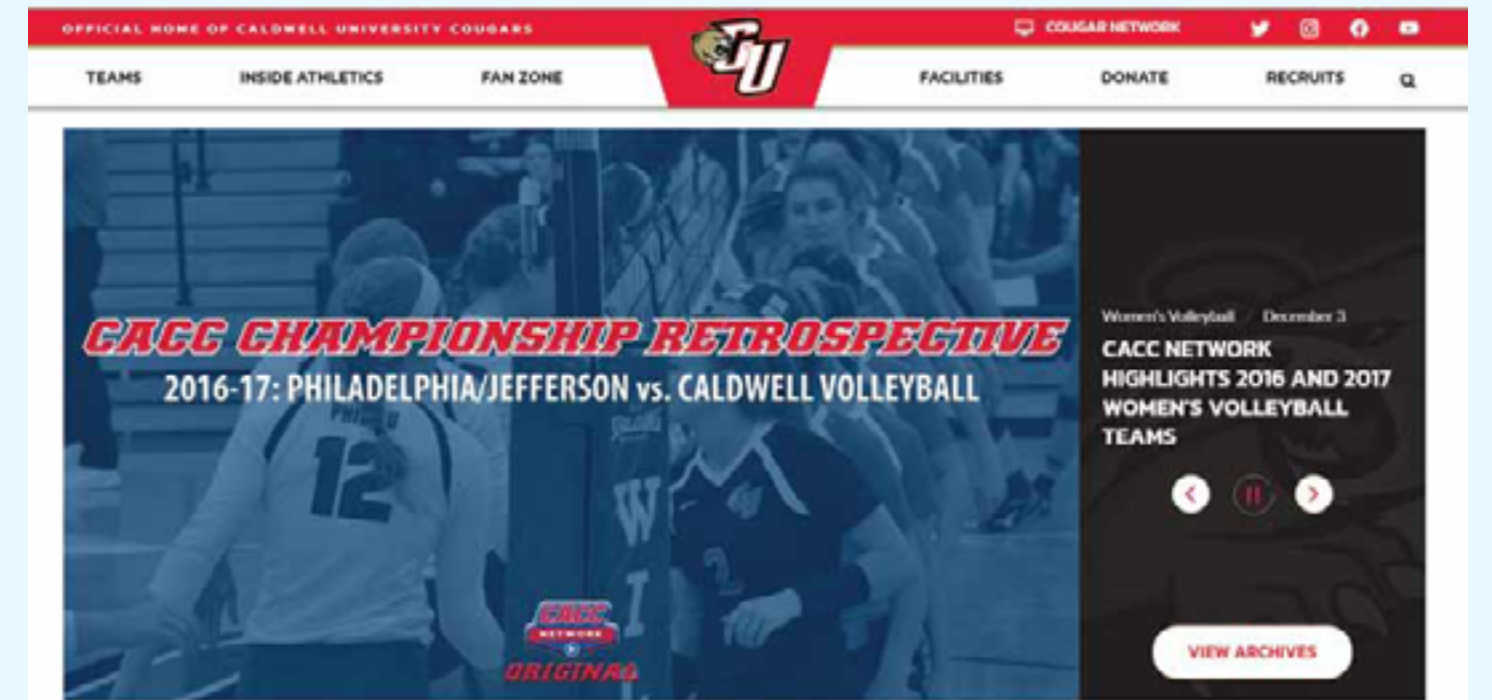 OFFICIAL HOME OF CALDWELL UNIVERSITY COUGARS
CU
COUGAR NETWORK
TEAMS
INSIDE ATHLETICS
FAN ZONE
FACILITIES
DONATE
RECRUITS
CACC CHAMPIONSHIP RETROSPECTIVE
2016-17: PHILADELPHIA/JEFFERSON vs. CALDWELL VOLLEYBALL
PHILA U
12
2
W
I
CACC
NETWORK
ORIGINAL
Women's Volleyball / December 3
CACC NETWORK
HIGHLIGHTS 2016 AND 2017
WOMEN'S VOLLEYBALL
TEAMS
VIEW ARCHIVES